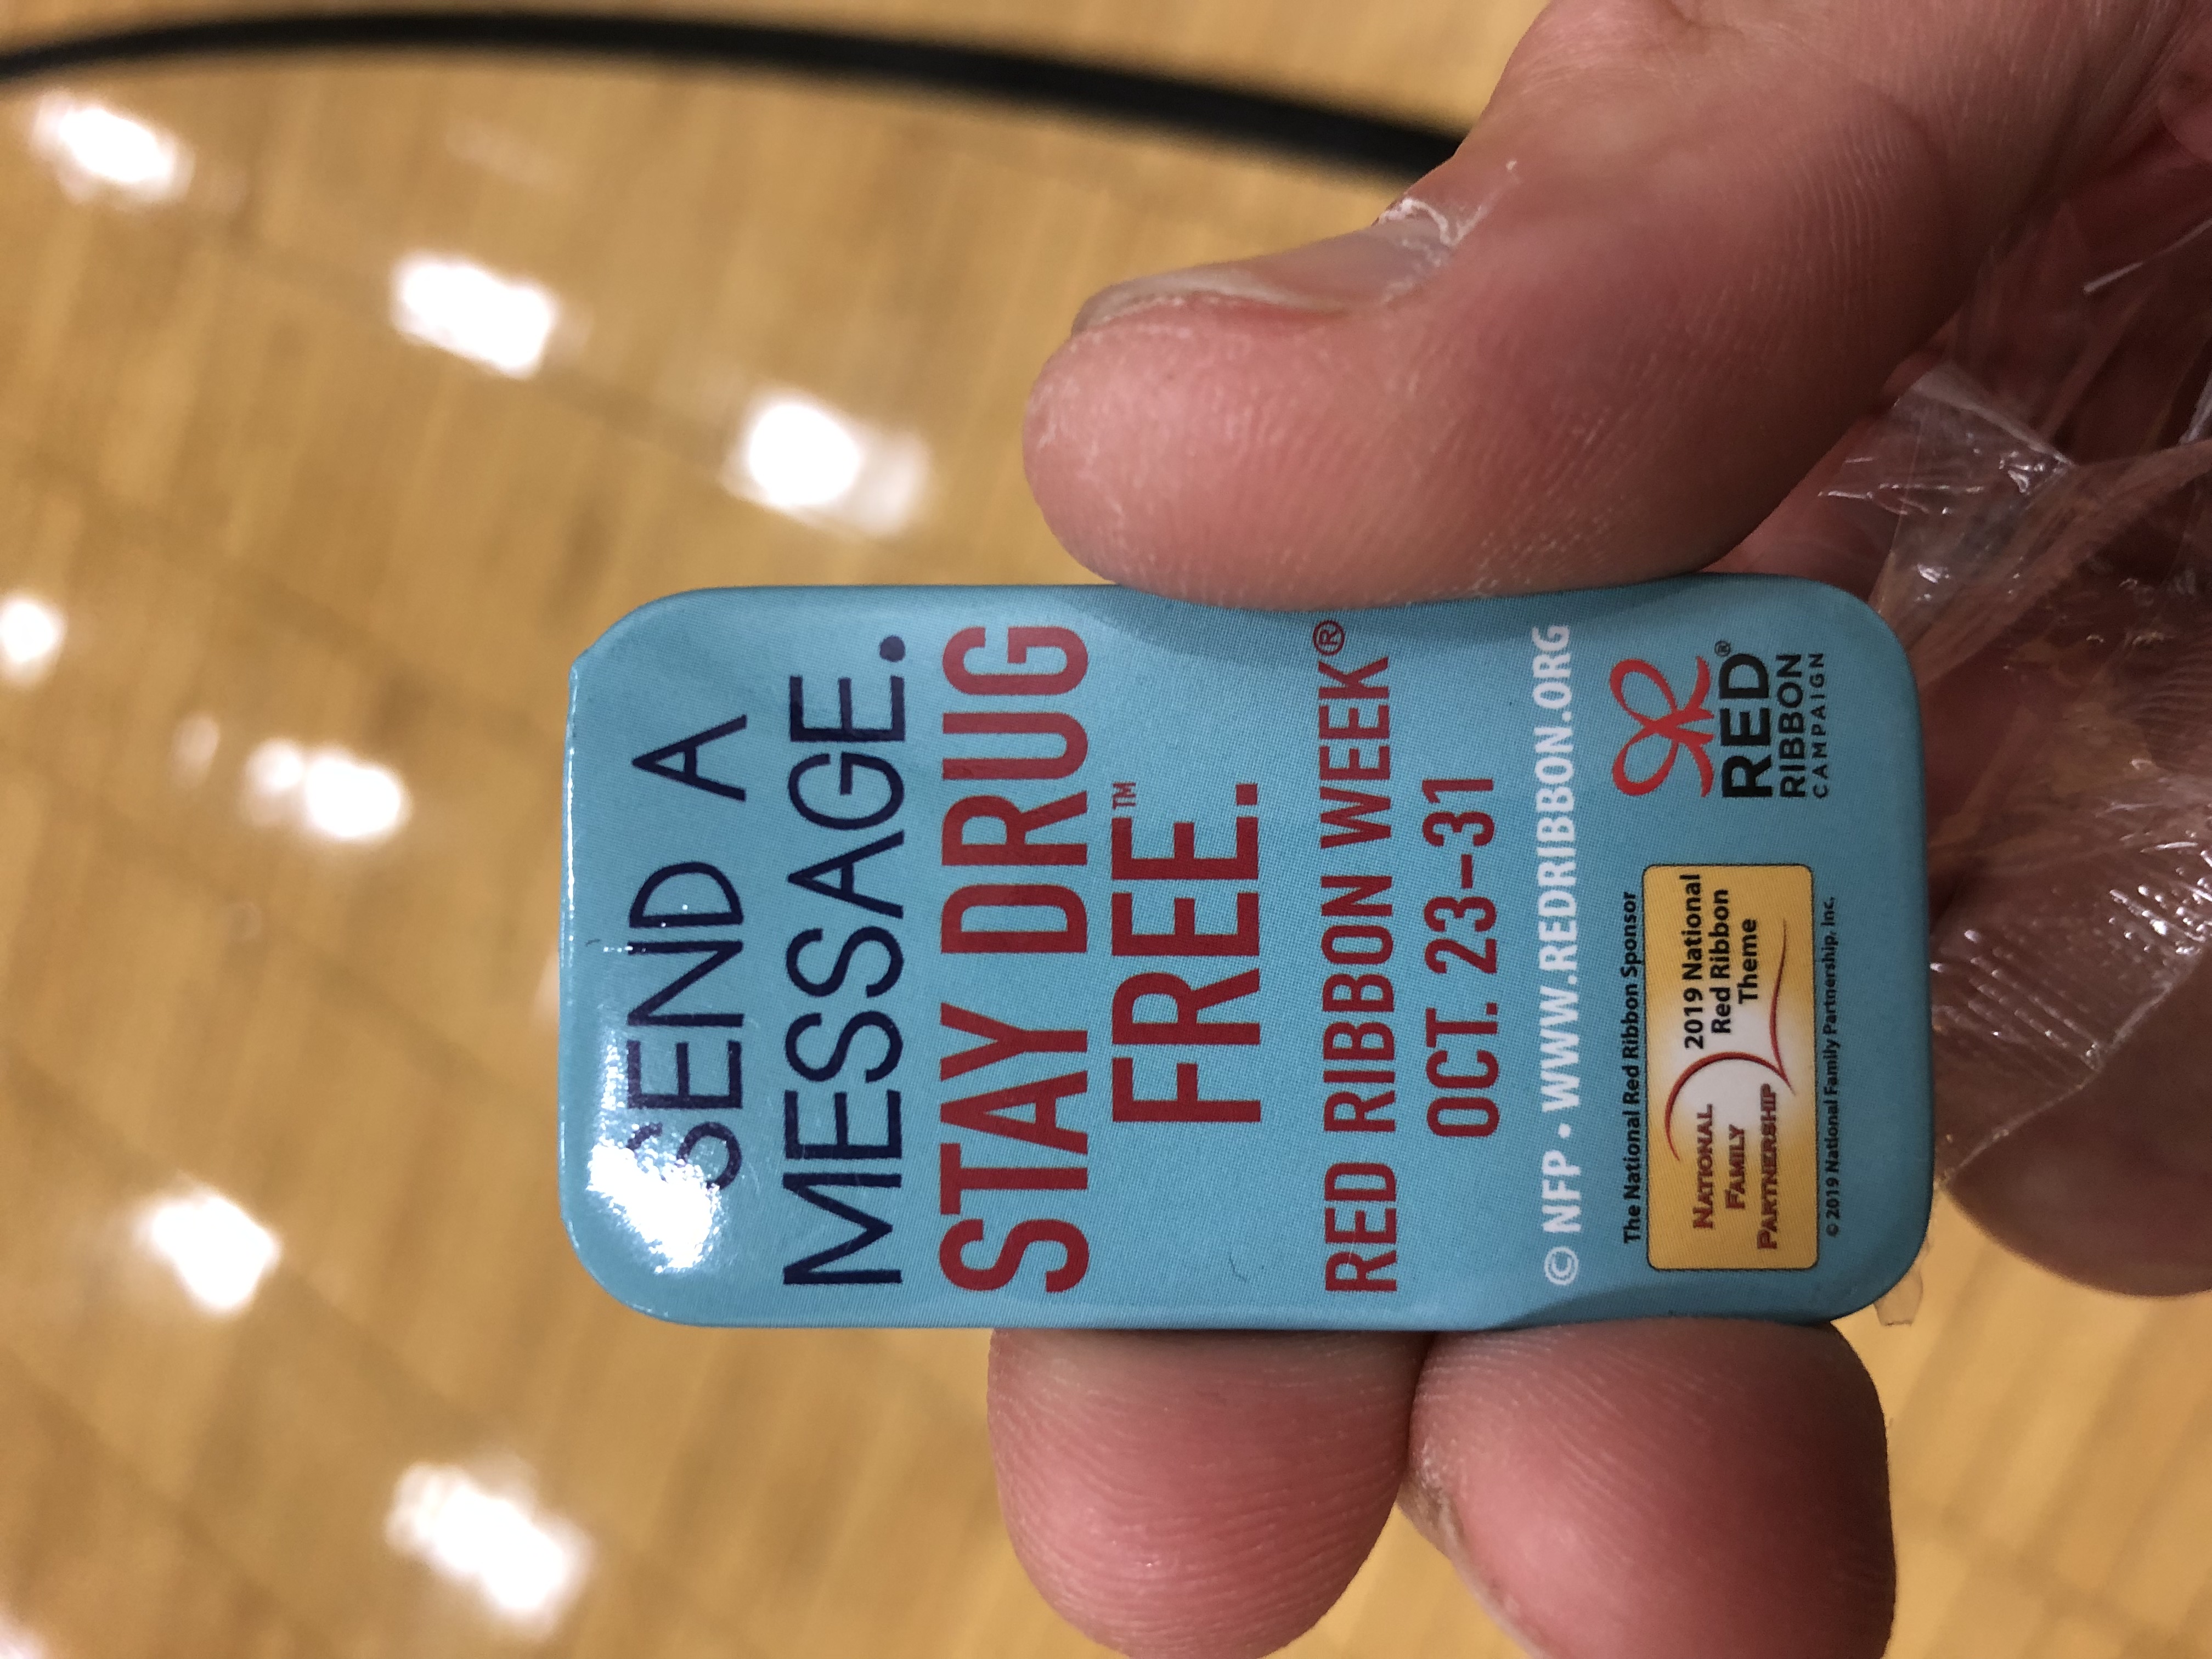 SEND A
MESSAGE.
STAY DRUG
FREE.™
RED RIBBON WEEK®
OCT. 23–31
© NFP • WWW.REDRIBBON.ORG
The National Red Ribbon Sponsor
NATIONAL
FAMILY
PARTNERSHIP
2019 National
Red Ribbon
Theme
© 2019 National Family Partnership, Inc.
RED®
RIBBON
CAMPAIGN